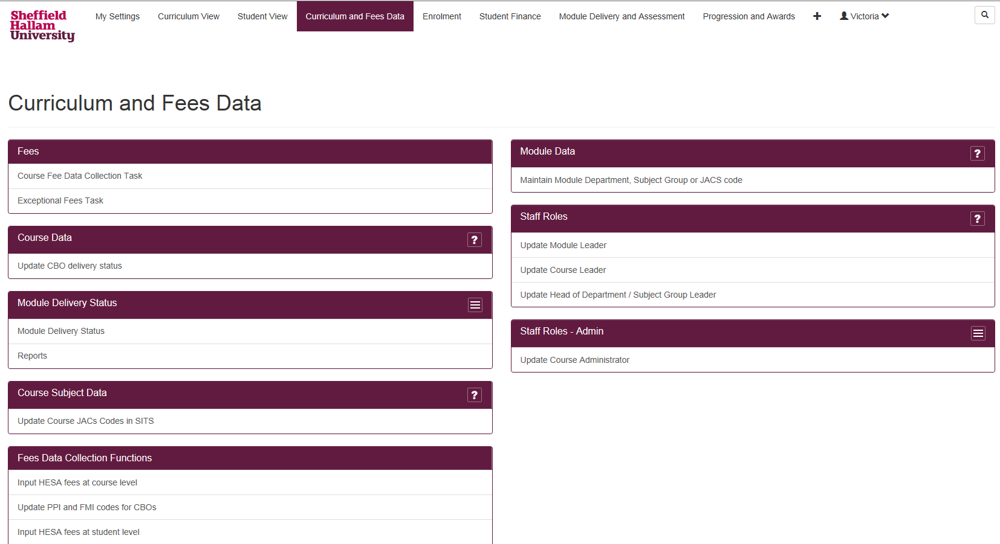 Sheffield
Hallam
University
My Settings
Curriculum View
Student View
Curriculum and Fees Data
Enrolment
Student Finance
Module Delivery and Assessment
Progression and Awards
Victoria
Curriculum and Fees Data
Fees
Course Fee Data Collection Task
Exceptional Fees Task
Course Data
?
Update CBO delivery status
Module Delivery Status
Module Delivery Status
Reports
Course Subject Data
?
Update Course JACs Codes in SITS
Fees Data Collection Functions
Input HESA fees at course level
Update PPI and FMI codes for CBOs
Input HESA fees at student level
Module Data
?
Maintain Module Department, Subject Group or JACS code
Staff Roles
?
Update Module Leader
Update Course Leader
Update Head of Department / Subject Group Leader
Staff Roles - Admin
Update Course Administrator